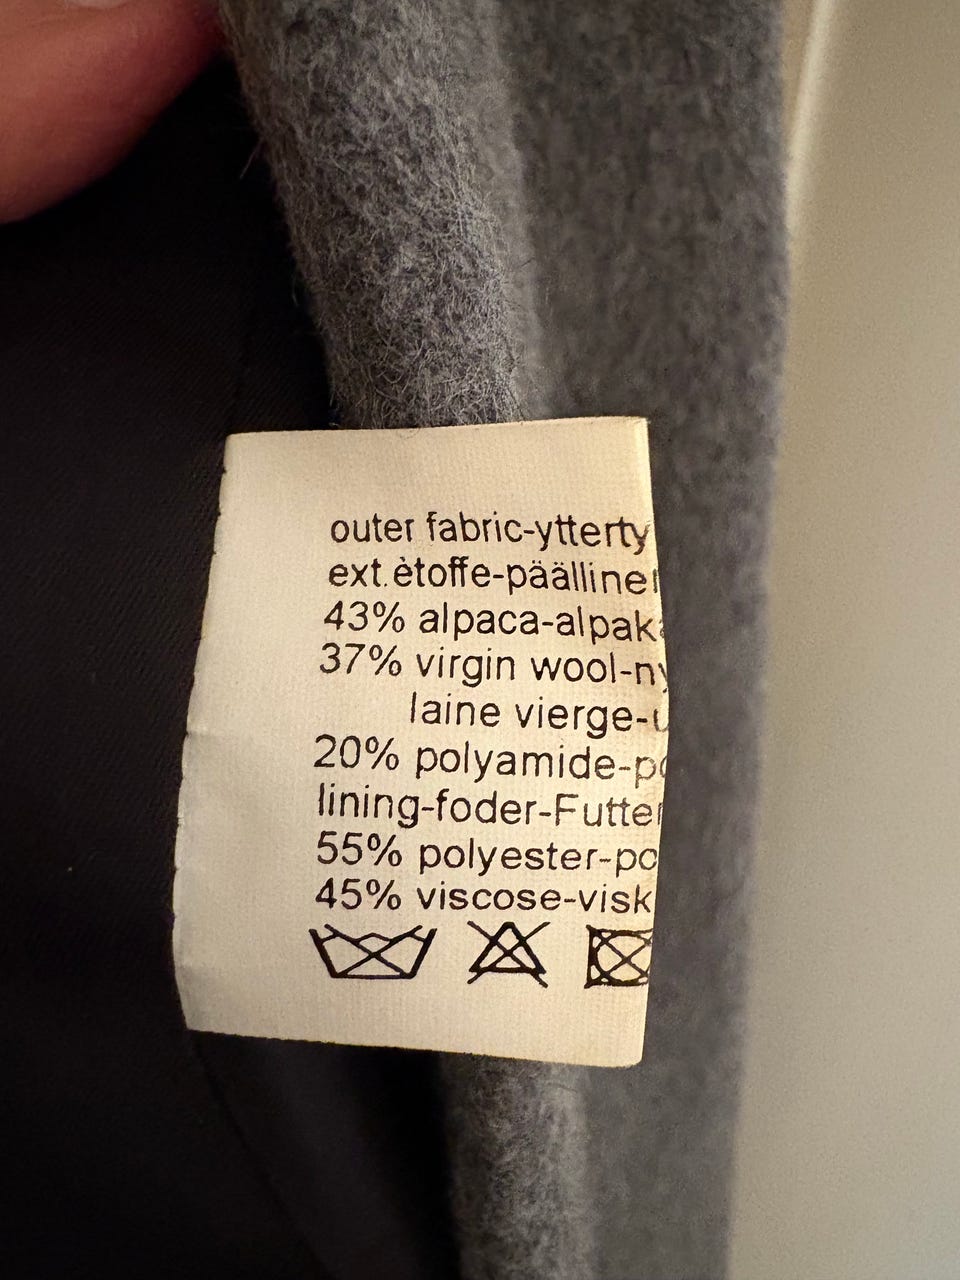 outer fabric-ytterty
ext.ètoffe-päälline
43% alpaca-alpak
37% virgin wool-ny
laine vierge-u
20% polyamide-po
lining-foder-Futter
55% polyester-po
45% viscose-visk